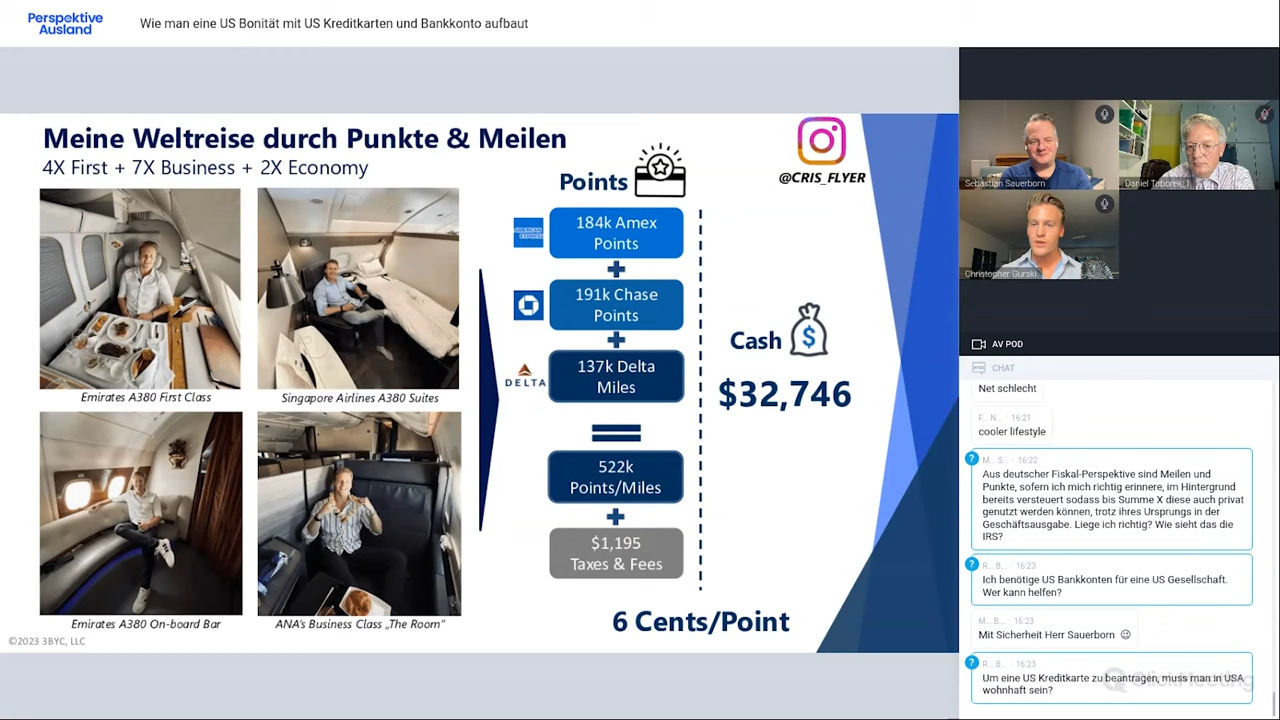 Perspektive
Ausland
Wie man eine US Bonität mit US Kreditkarten und Bankkonto aufbaut
Meine Weltreise durch Punkte & Meilen
4X First + 7X Business + 2X Economy
Emirates A380 First Class
Singapore Airlines A380 Suites
Emirates A380 On-board Bar
ANA's Business Class „The Room"
©2023 3BYC, LLC
Points
AMERICAN
EXPRESS
184k Amex
Points
+
191k Chase
Points
+
DELTA
137k Delta
Miles
=
522k
Points/Miles
+
$1,195
Taxes & Fees
@CRIS_FLYER
Cash
$
$32,746
6 Cents/Point
Sebastian Sauerborn
Daniel Toborek, 1.
Christopher Gurski
AV POD
CHAT
Net schlecht
F... N... · 16:21
cooler lifestyle
?
M... S... · 16:22
Aus deutscher Fiskal-Perspektive sind Meilen und
Punkte, sofern ich mich richtig erinnere, im Hintergrund
bereits versteuert sodass bis Summe X diese auch privat
genutzt werden können, trotz ihres Ursprungs in der
Geschäftsausgabe. Liege ich richtig? Wie sieht das die
IRS?
?
R... B... · 16:23
Ich benötige US Bankkonten für eine US Gesellschaft.
Wer kann helfen?
M... B... · 16:23
Mit Sicherheit Herr Sauerborn 😉
?
R... B... · 16:23
Um eine US Kreditkarte zu beantragen, muss man in USA
wohnhaft sein?
ClickMeeting